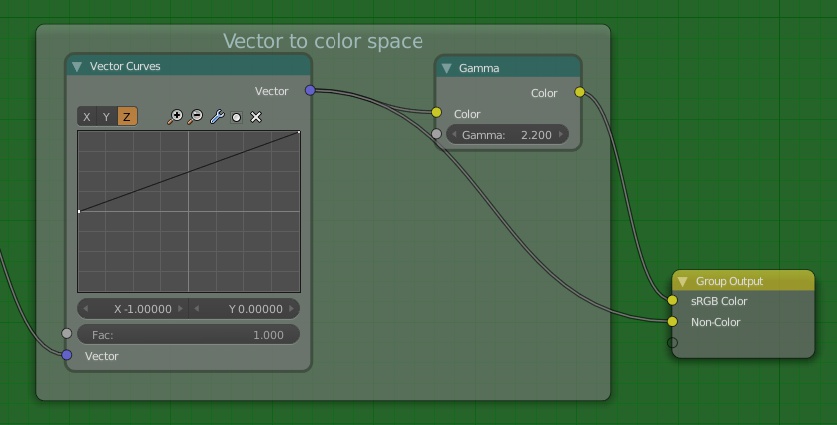 Vector to color space
Vector Curves
Vector
X Y Z
X -1.00000 Y 0.00000
Fac: 1.000
Vector
Gamma
Color
Color
Gamma: 2.200
Group Output
sRGB Color
Non-Color